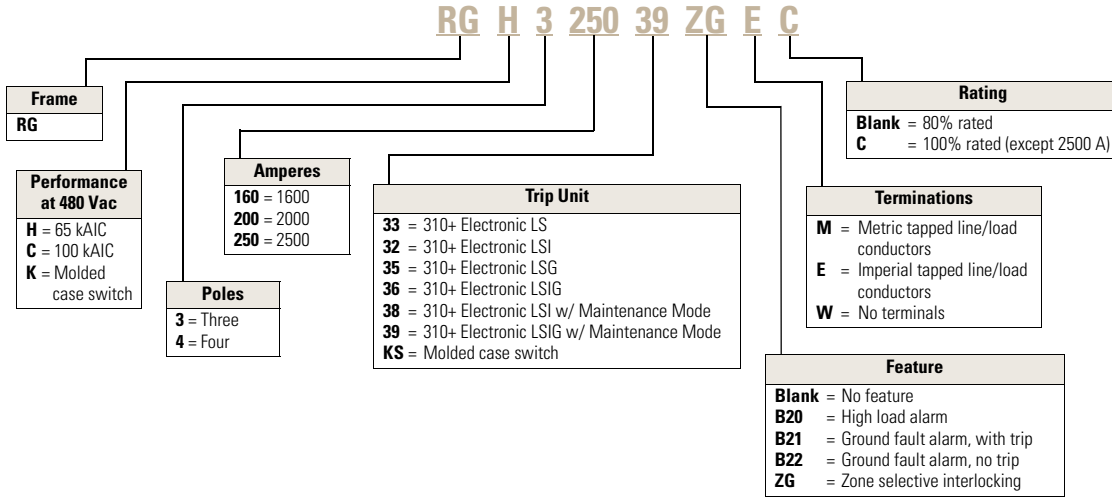 RG H 3 250 39 ZG E C
Frame
RG
Performance
at 480 Vac
H = 65 kAIC
C = 100 kAIC
K = Molded
case switch
Poles
3 = Three
4 = Four
Amperes
160 = 1600
200 = 2000
250 = 2500
Trip Unit
33 = 310+ Electronic LS
32 = 310+ Electronic LSI
35 = 310+ Electronic LSG
36 = 310+ Electronic LSIG
38 = 310+ Electronic LSI w/ Maintenance Mode
39 = 310+ Electronic LSIG w/ Maintenance Mode
KS = Molded case switch
Rating
Blank = 80% rated
C = 100% rated (except 2500 A)
Terminations
M = Metric tapped line/load
conductors
E = Imperial tapped line/load
conductors
W = No terminals
Feature
Blank = No feature
B20 = High load alarm
B21 = Ground fault alarm, with trip
B22 = Ground fault alarm, no trip
ZG = Zone selective interlocking